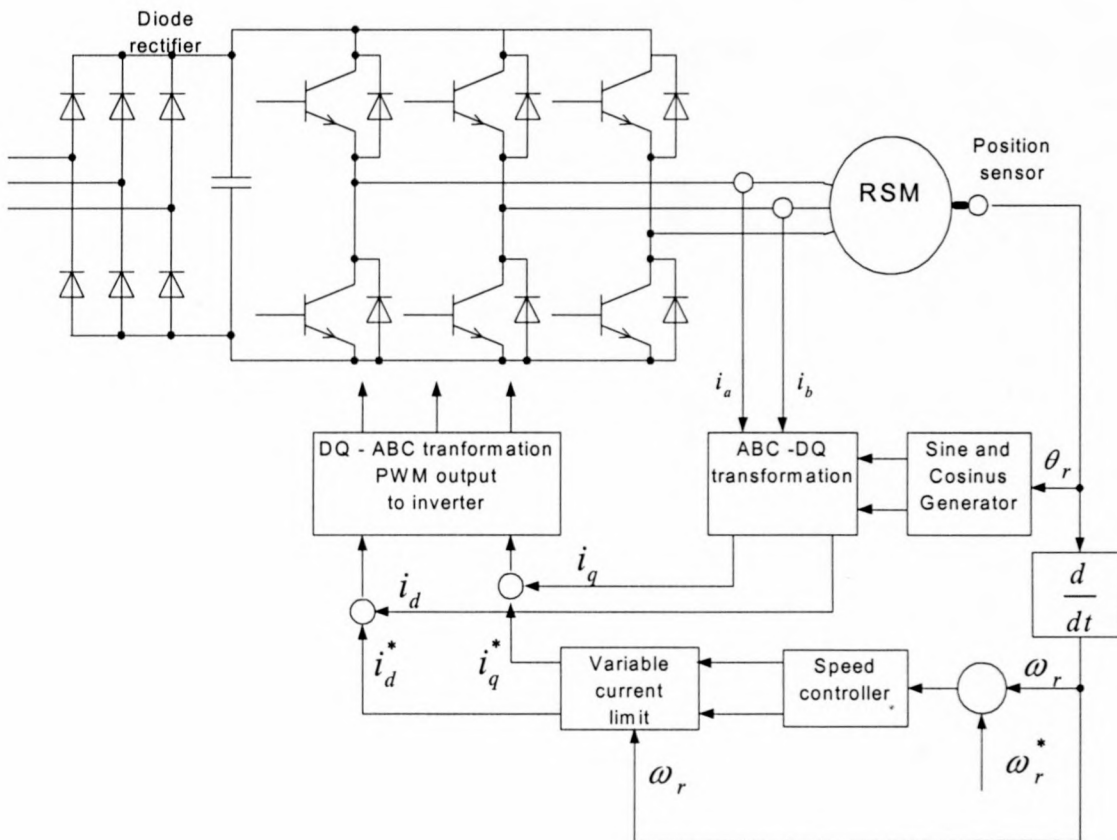 Diode
rectifier
Position
sensor
RSM
i_a
i_b
DQ - ABC tranformation
PWM output
to inverter
ABC -DQ
transformation
Sine and
Cosinus
Generator
θ_r
i_q
i_d
d
dt
i_d^*
i_q^*
Variable
current
limit
Speed
controller
ω_r
ω_r
ω_r^*